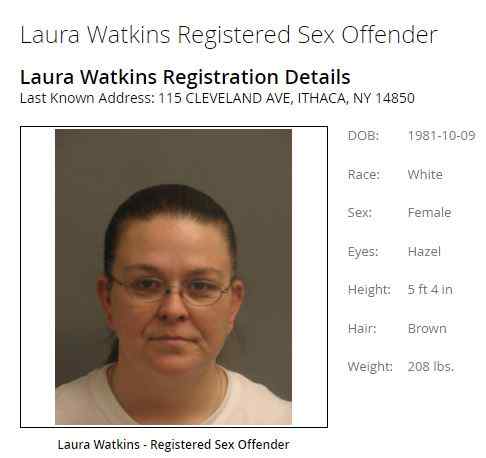 Laura Watkins Registered Sex Offender
Laura Watkins Registration Details
Last Known Address: 115 CLEVELAND AVE, ITHACA, NY 14850
DOB: 1981-10-09
Race: White
Sex: Female
Eyes: Hazel
Height: 5 ft 4 in
Hair: Brown
Weight: 208 lbs.
Laura Watkins - Registered Sex Offender